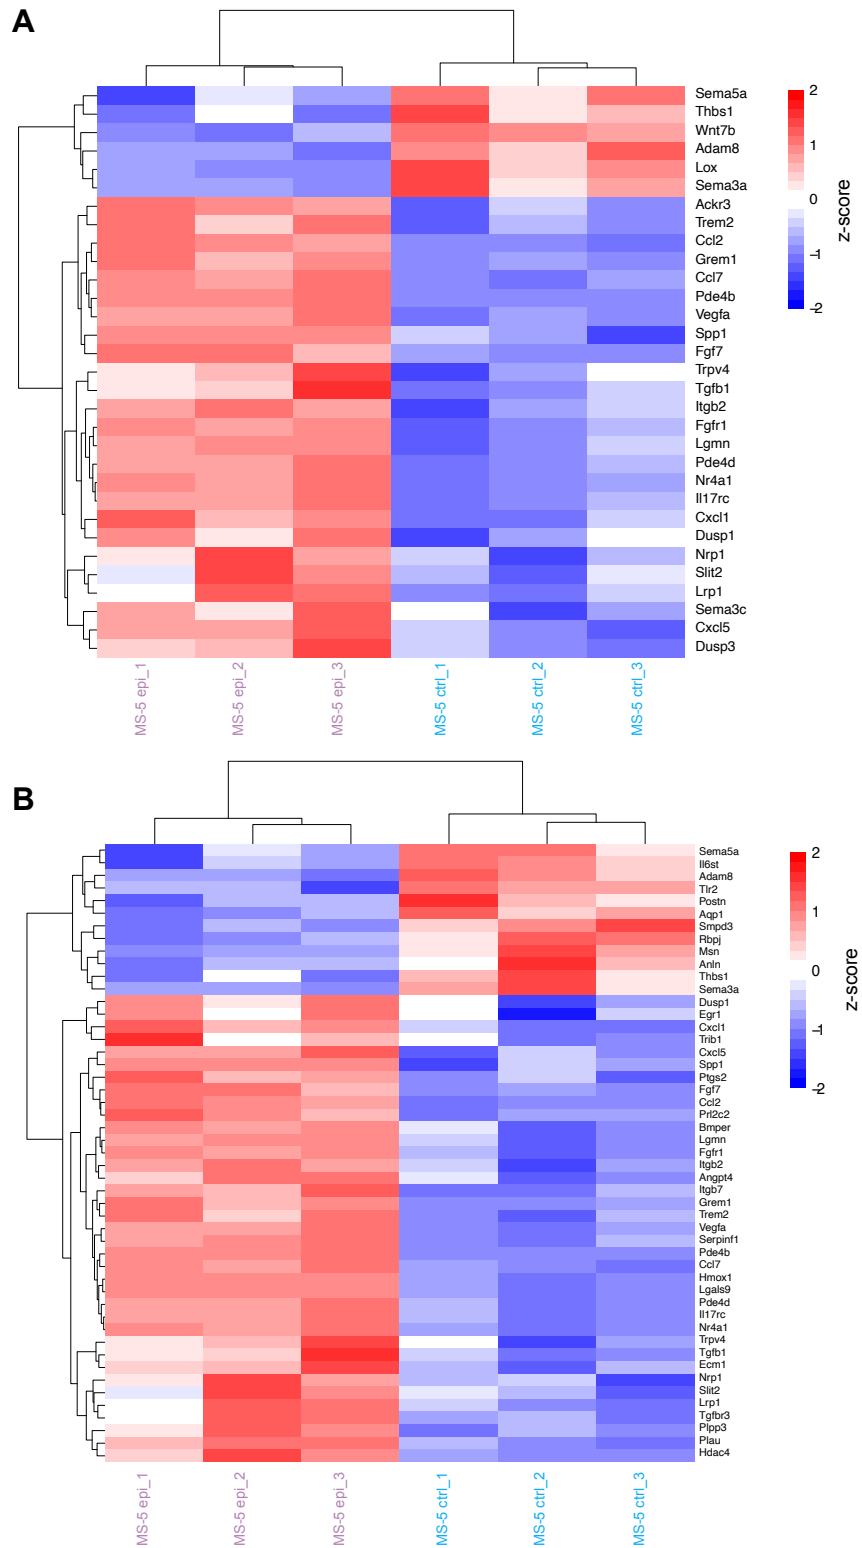 A
Sema5a
Thbs1
Wnt7b
Adam8
Lox
Sema3a
Ackr3
Trem2
Ccl2
Grem1
Ccl7
Pde4b
Vegfa
Spp1
Fgf7
Trpv4
Tgfb1
Itgb2
Fgfr1
Lgmn
Pde4d
Nr4a1
Il17rc
Cxcl1
Dusp1
Nrp1
Slit2
Lrp1
Sema3c
Cxcl5
Dusp3
2
1
0
−1
−2
z-score
MS-5 epi_1
MS-5 epi_2
MS-5 epi_3
MS-5 ctrl_1
MS-5 ctrl_2
MS-5 ctrl_3
B
Sema5a
Il6st
Adam8
Tlr2
Postn
Aqp1
Smpd3
Rbpj
Msn
Anln
Thbs1
Sema3a
Dusp1
Egr1
Cxcl1
Trib1
Cxcl5
Spp1
Ptgs2
Fgf7
Ccl2
Prl2c2
Bmper
Lgmn
Fgfr1
Itgb2
Angpt4
Itgb7
Grem1
Trem2
Vegfa
Serpinf1
Pde4b
Ccl7
Hmox1
Lgals9
Pde4d
Il17rc
Nr4a1
Trpv4
Tgfb1
Ecm1
Nrp1
Slit2
Lrp1
Tgfbr3
Plpp3
Plau
Hdac4
2
1
0
−1
−2
z-score
MS-5 epi_1
MS-5 epi_2
MS-5 epi_3
MS-5 ctrl_1
MS-5 ctrl_2
MS-5 ctrl_3